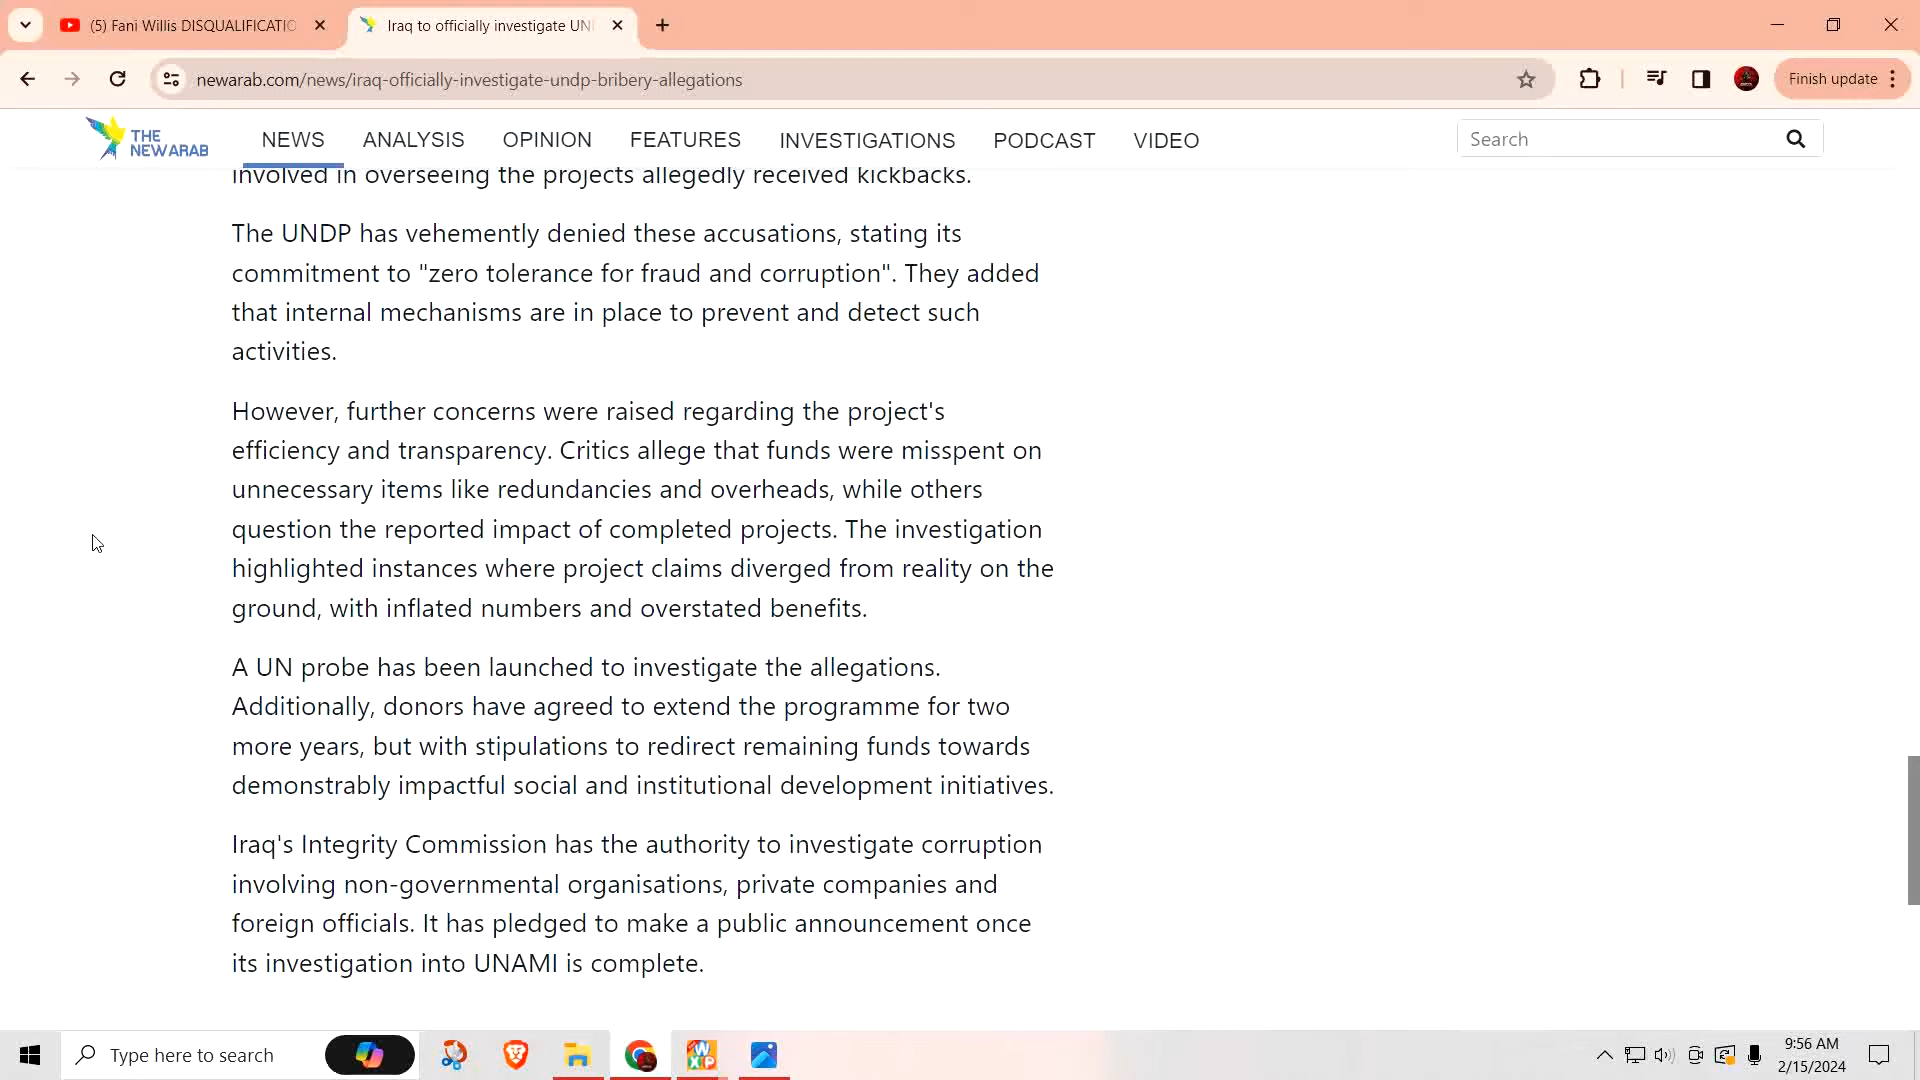 (5) Fani Willis DISQUALIFICATIO
Iraq to officially investigate UN
newarab.com/news/iraq-officially-investigate-undp-bribery-allegations
Finish update
THE
NEW ARAB
NEWS
ANALYSIS
OPINION
FEATURES
INVESTIGATIONS
PODCAST
VIDEO
Search
involved in overseeing the projects allegedly received kickbacks.
The UNDP has vehemently denied these accusations, stating its
commitment to "zero tolerance for fraud and corruption". They added
that internal mechanisms are in place to prevent and detect such
activities.
However, further concerns were raised regarding the project's
efficiency and transparency. Critics allege that funds were misspent on
unnecessary items like redundancies and overheads, while others
question the reported impact of completed projects. The investigation
highlighted instances where project claims diverged from reality on the
ground, with inflated numbers and overstated benefits.
A UN probe has been launched to investigate the allegations.
Additionally, donors have agreed to extend the programme for two
more years, but with stipulations to redirect remaining funds towards
demonstrably impactful social and institutional development initiatives.
Iraq's Integrity Commission has the authority to investigate corruption
involving non-governmental organisations, private companies and
foreign officials. It has pledged to make a public announcement once
its investigation into UNAMI is complete.
Type here to search
W
XP
9:56 AM
2/15/2024